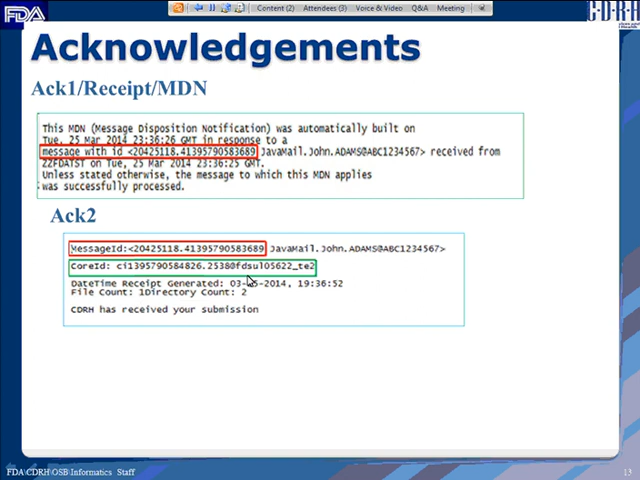 FDA
Content (2) Attendees (3) Voice & Video Q&A Meeting
CDRH
Acknowledgements
Ack1/Receipt/MDN
This MDN (Message Disposition Notification) was automatically built on
Tue, 25 Mar 2014 23:36:26 GMT in response to a
message with id <20425118.41395790583689 JavaMail.John.ADAMS@ABC1234567> received from
ZZFDATST on Tue, 25 Mar 2014 23:36:25 GMT.
Unless stated otherwise, the message to which this MDN applies
was successfully processed.
Ack2
MessageId:<20425118.41395790583689 JavaMail.John.ADAMS@ABC1234567>
CoreId: ci1395790584826.25380fdsul05622_te2
DateTime Receipt Generated: 2014, 19:36:52
File Count: 1Directory Count: 2
CDRH has received your submission
FDA\CDRH\OSB\Informatics Staff
13